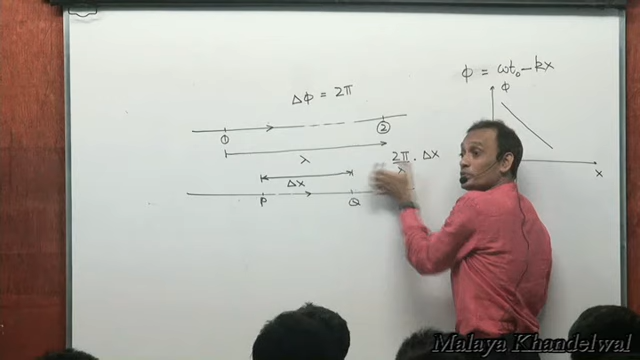 ϕ = ωt₀ - kx
ϕ
Δϕ = 2π
① ②
λ
2π/λ . Δx
Δx
P Q
x
Malaya Khandelwal